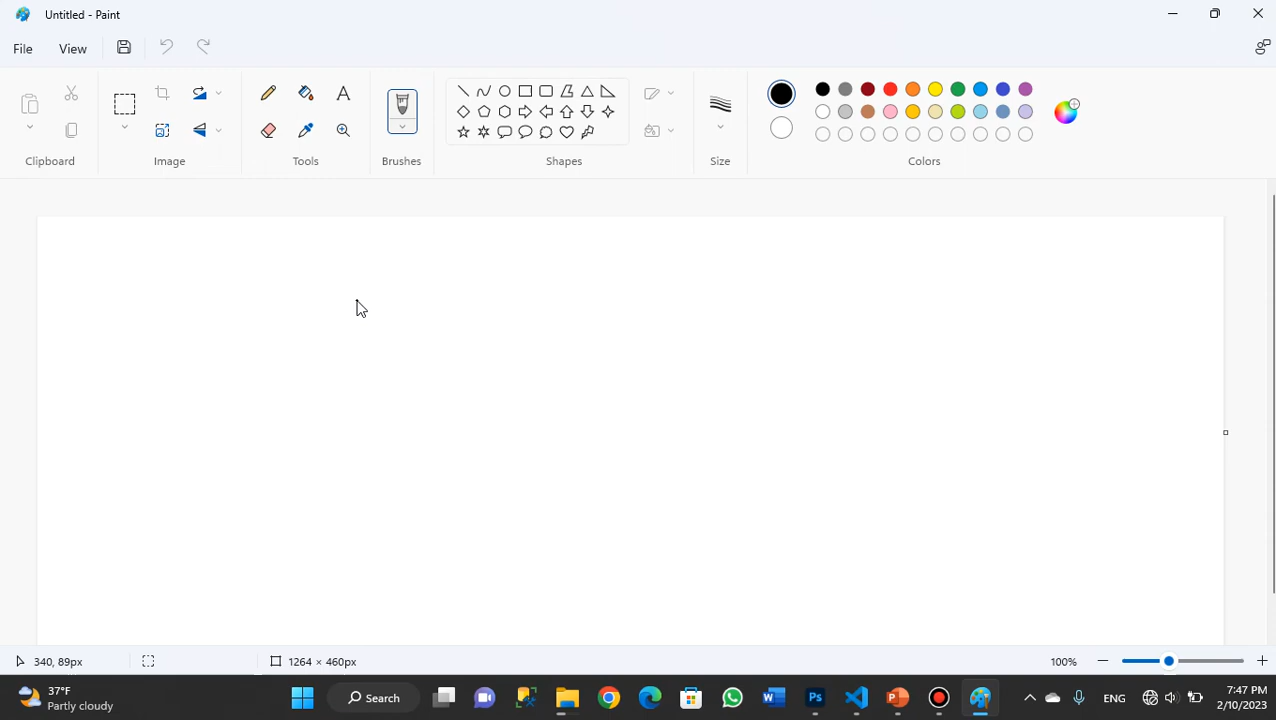 Untitled - Paint
File View
Clipboard
Image
Tools
Brushes
Shapes
Size
Colors
340, 89px
1264 × 460px
100%
37°F
Partly cloudy
Search
ENG
7:47 PM
2/10/2023